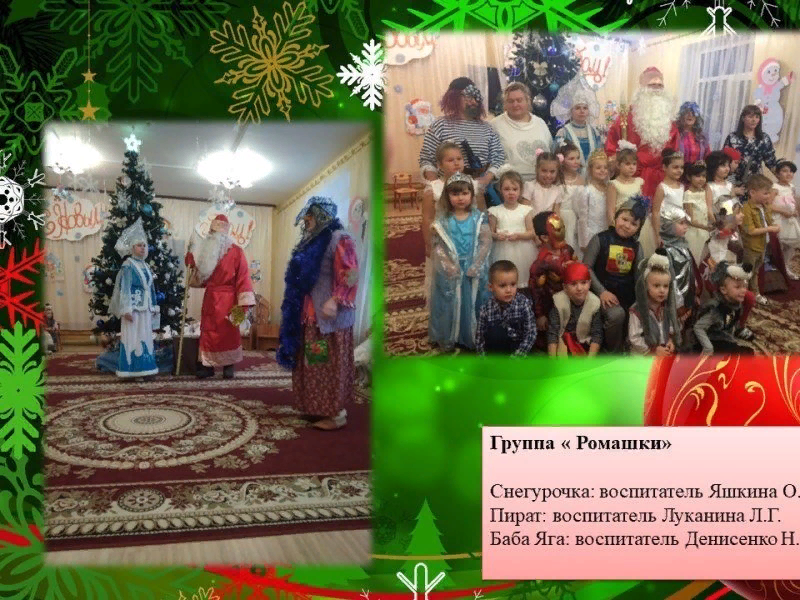 Группа « Ромашки»
Снегурочка: воспитатель Яшкина О.
Пират: воспитатель Луканина Л.Г.
Баба Яга: воспитатель Денисенко Н.